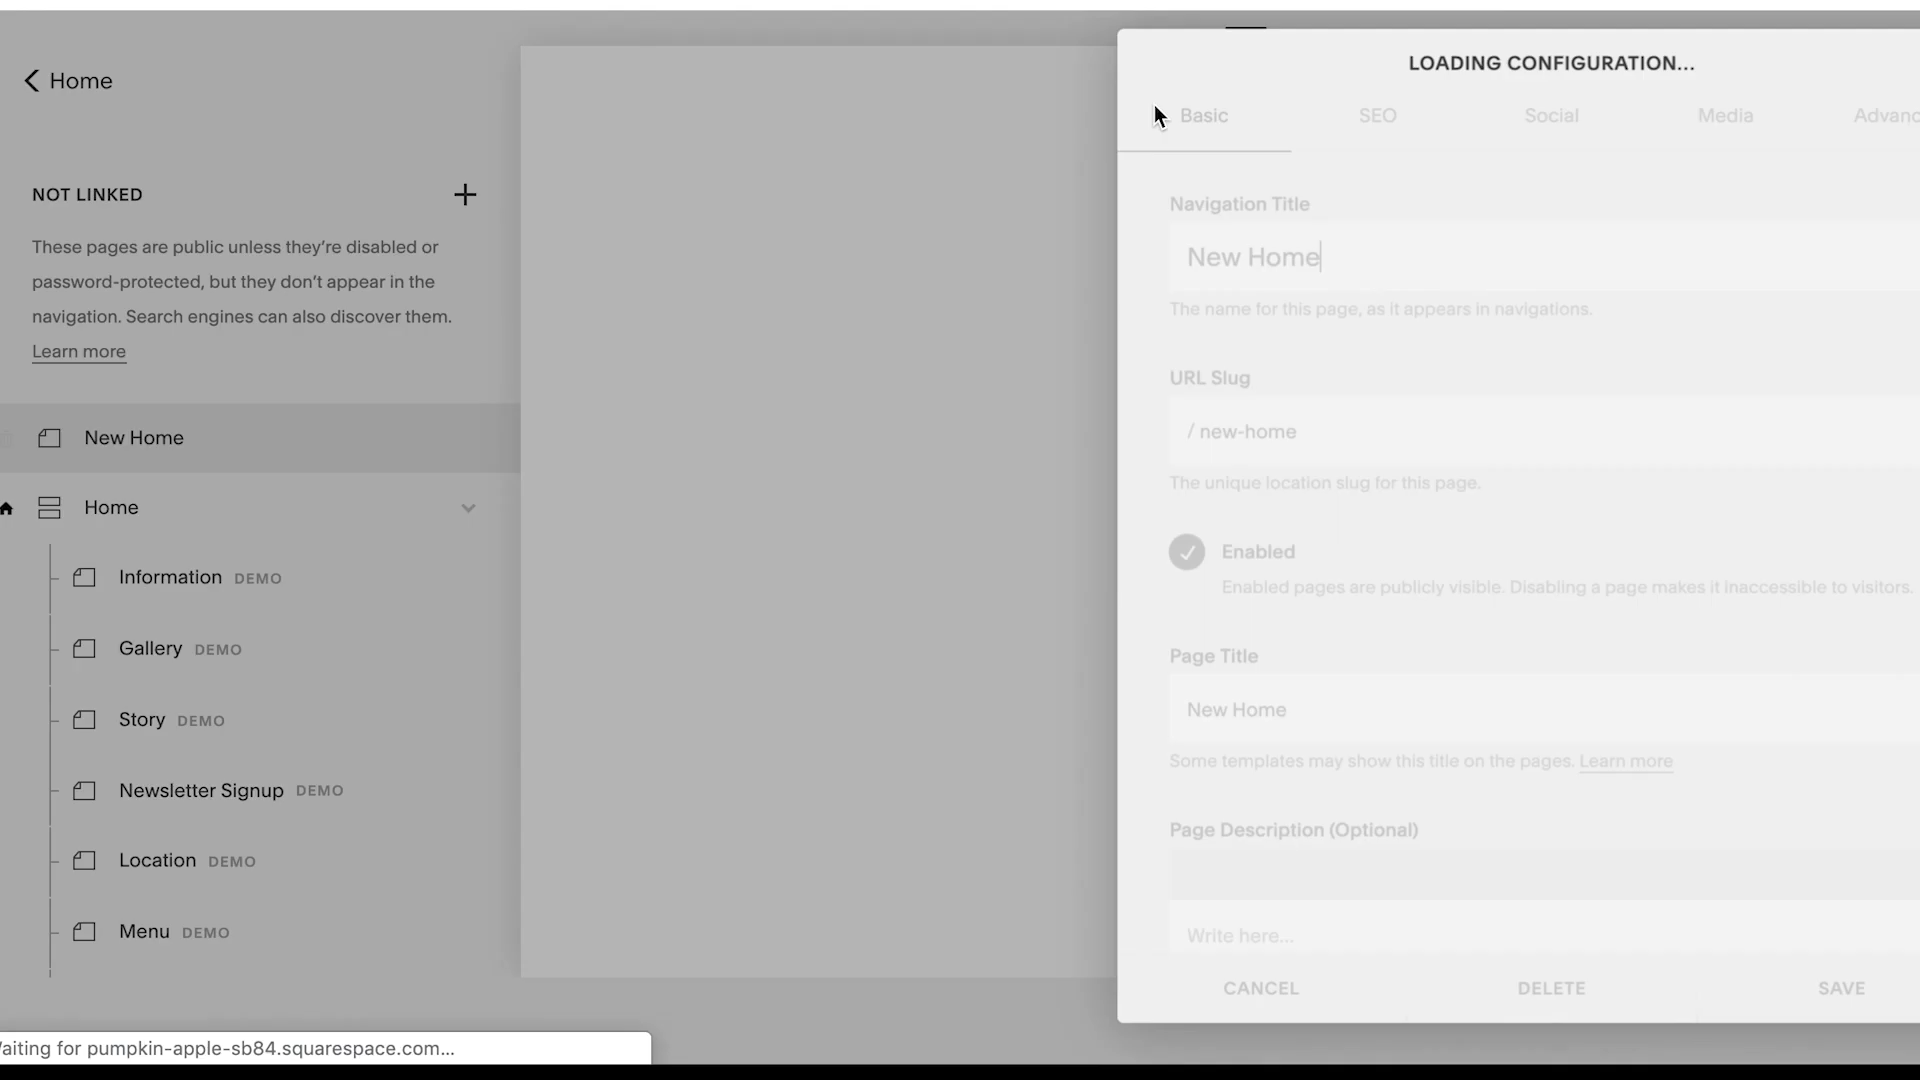 Home
NOT LINKED
These pages are public unless they’re disabled or
password-protected, but they don’t appear in the
navigation. Search engines can also discover them.
Learn more
New Home
Home
Information DEMO
Gallery DEMO
Story DEMO
Newsletter Signup DEMO
Location DEMO
Menu DEMO
LOADING CONFIGURATION...
Basic SEO Social Media Advanc
Navigation Title
New Home
The name for this page, as it appears in navigations.
URL Slug
/ new-home
The unique location slug for this page.
Enabled
Enabled pages are publicly visible. Disabling a page makes it inaccessible to visitors.
Page Title
New Home
Some templates may show this title on the pages. Learn more
Page Description (Optional)
Write here...
CANCEL DELETE SAVE
aiting for pumpkin-apple-sb84.squarespace.com...